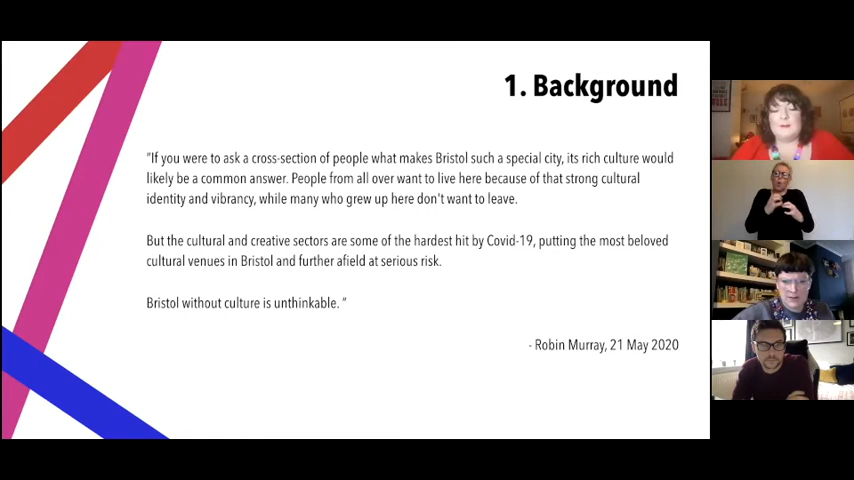 1. Background
"If you were to ask a cross-section of people what makes Bristol such a special city, its rich culture would
likely be a common answer. People from all over want to live here because of that strong cultural
identity and vibrancy, while many who grew up here don't want to leave.
But the cultural and creative sectors are some of the hardest hit by Covid-19, putting the most beloved
cultural venues in Bristol and further afield at serious risk.
Bristol without culture is unthinkable. "
- Robin Murray, 21 May 2020